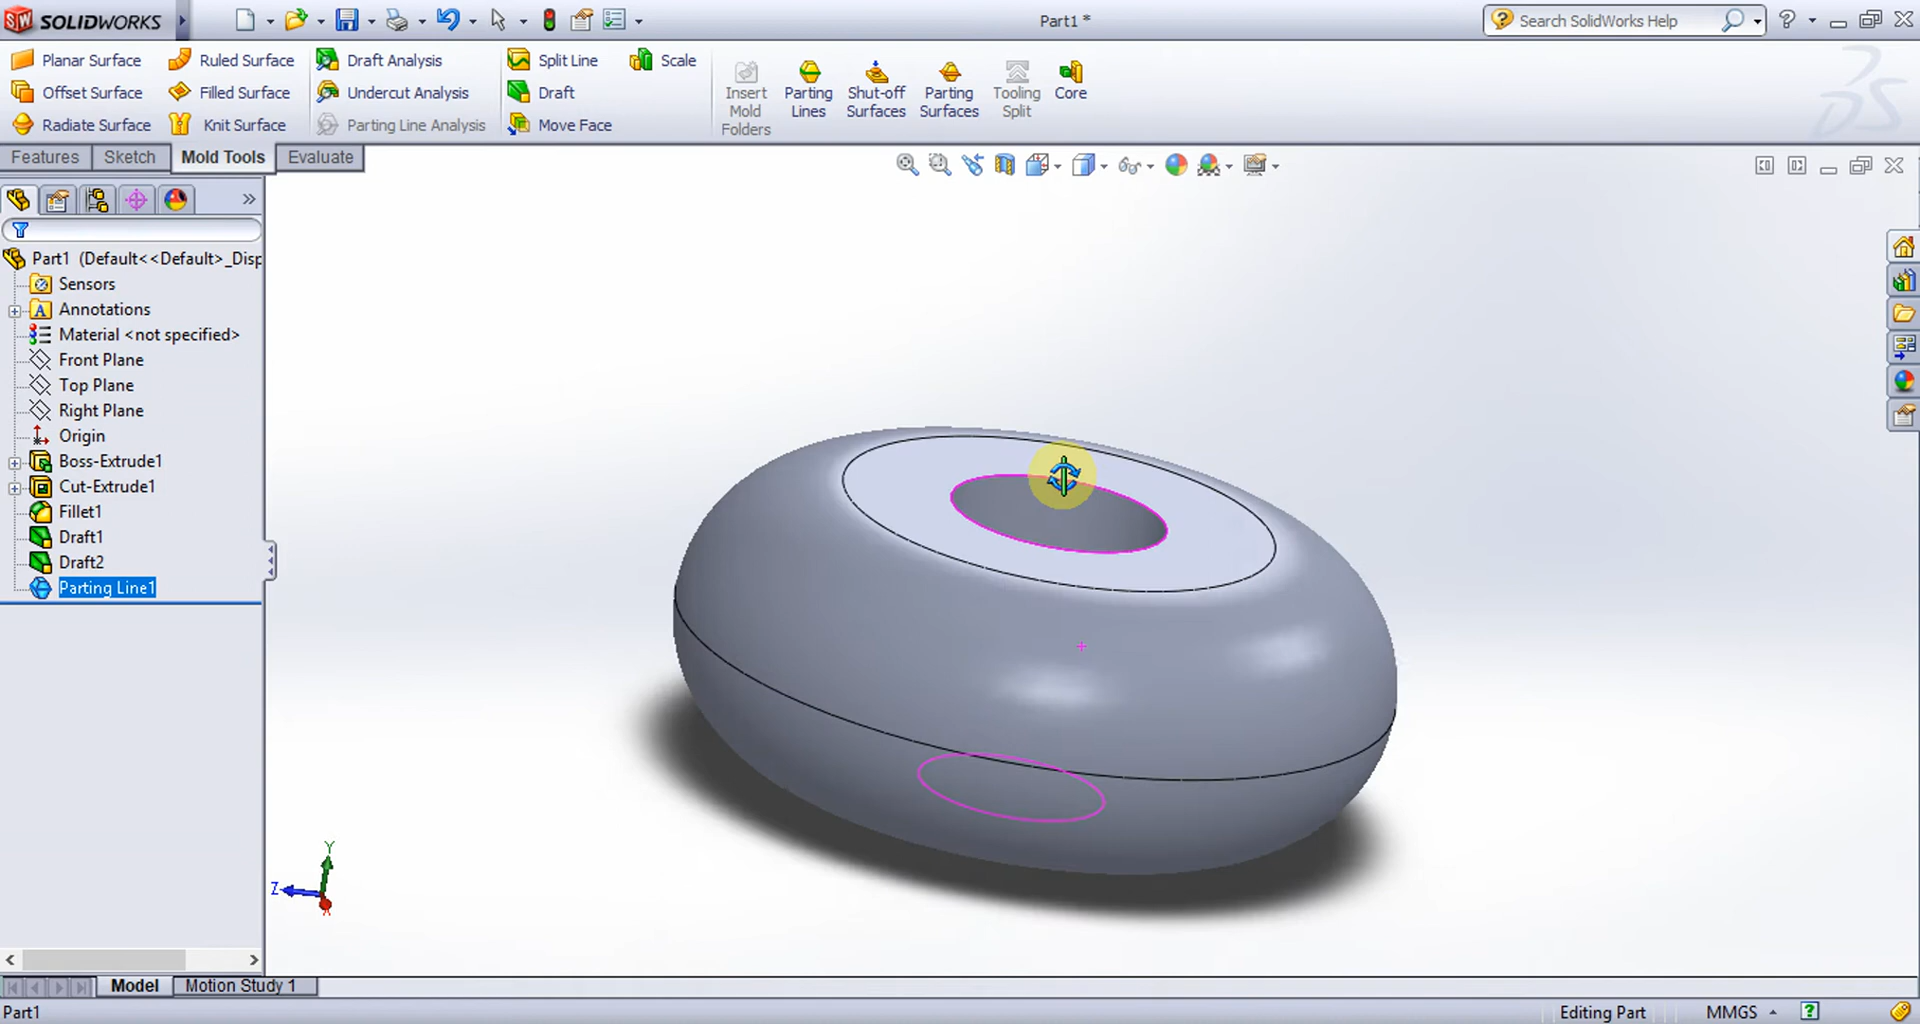 SOLIDWORKS
Part1 *
Search SolidWorks Help
Planar Surface
Ruled Surface
Draft Analysis
Split Line
Scale
Offset Surface
Filled Surface
Undercut Analysis
Draft
Radiate Surface
Knit Surface
Parting Line Analysis
Move Face
Insert
Mold
Folders
Parting
Lines
Shut-off
Surfaces
Parting
Surfaces
Tooling
Split
Core
Features
Sketch
Mold Tools
Evaluate
Part1 (Default<<Default>_Disp
Sensors
Annotations
Material <not specified>
Front Plane
Top Plane
Right Plane
Origin
Boss-Extrude1
Cut-Extrude1
Fillet1
Draft1
Draft2
Parting Line1
Y
Z
X
Model
Motion Study 1
Part1
Editing Part
MMGS